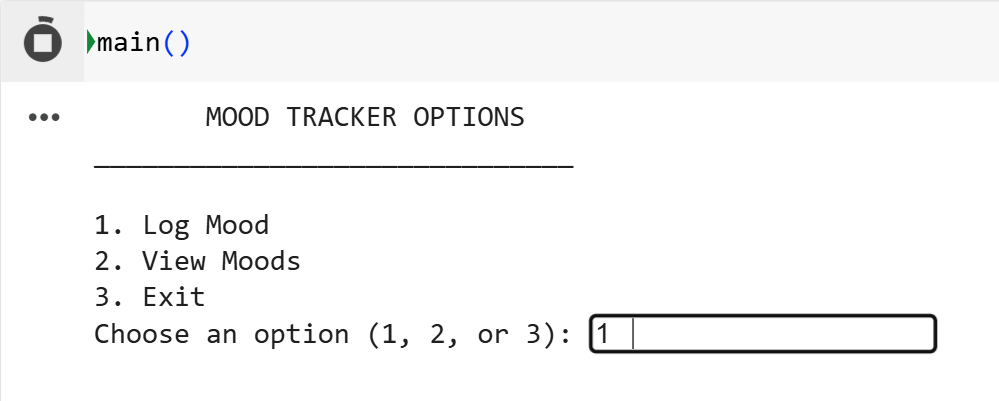 main()
MOOD TRACKER OPTIONS
______________________________
1. Log Mood
2. View Moods
3. Exit
Choose an option (1, 2, or 3): 1